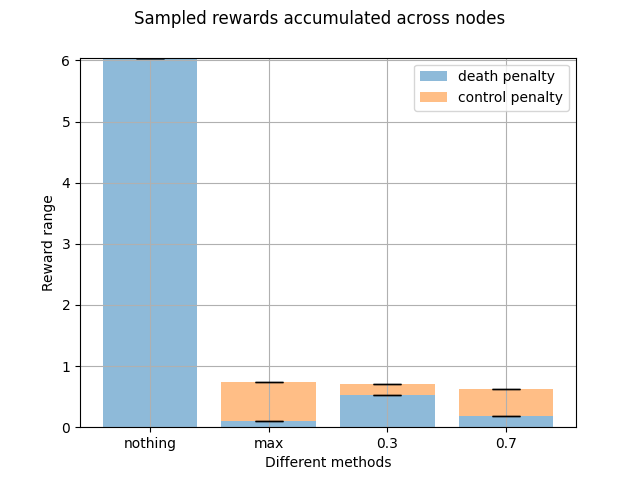 Sampled rewards accumulated across nodes
death penalty
control penalty
Reward range
6
5
4
3
2
1
0
nothing
max
0.3
0.7
Different methods